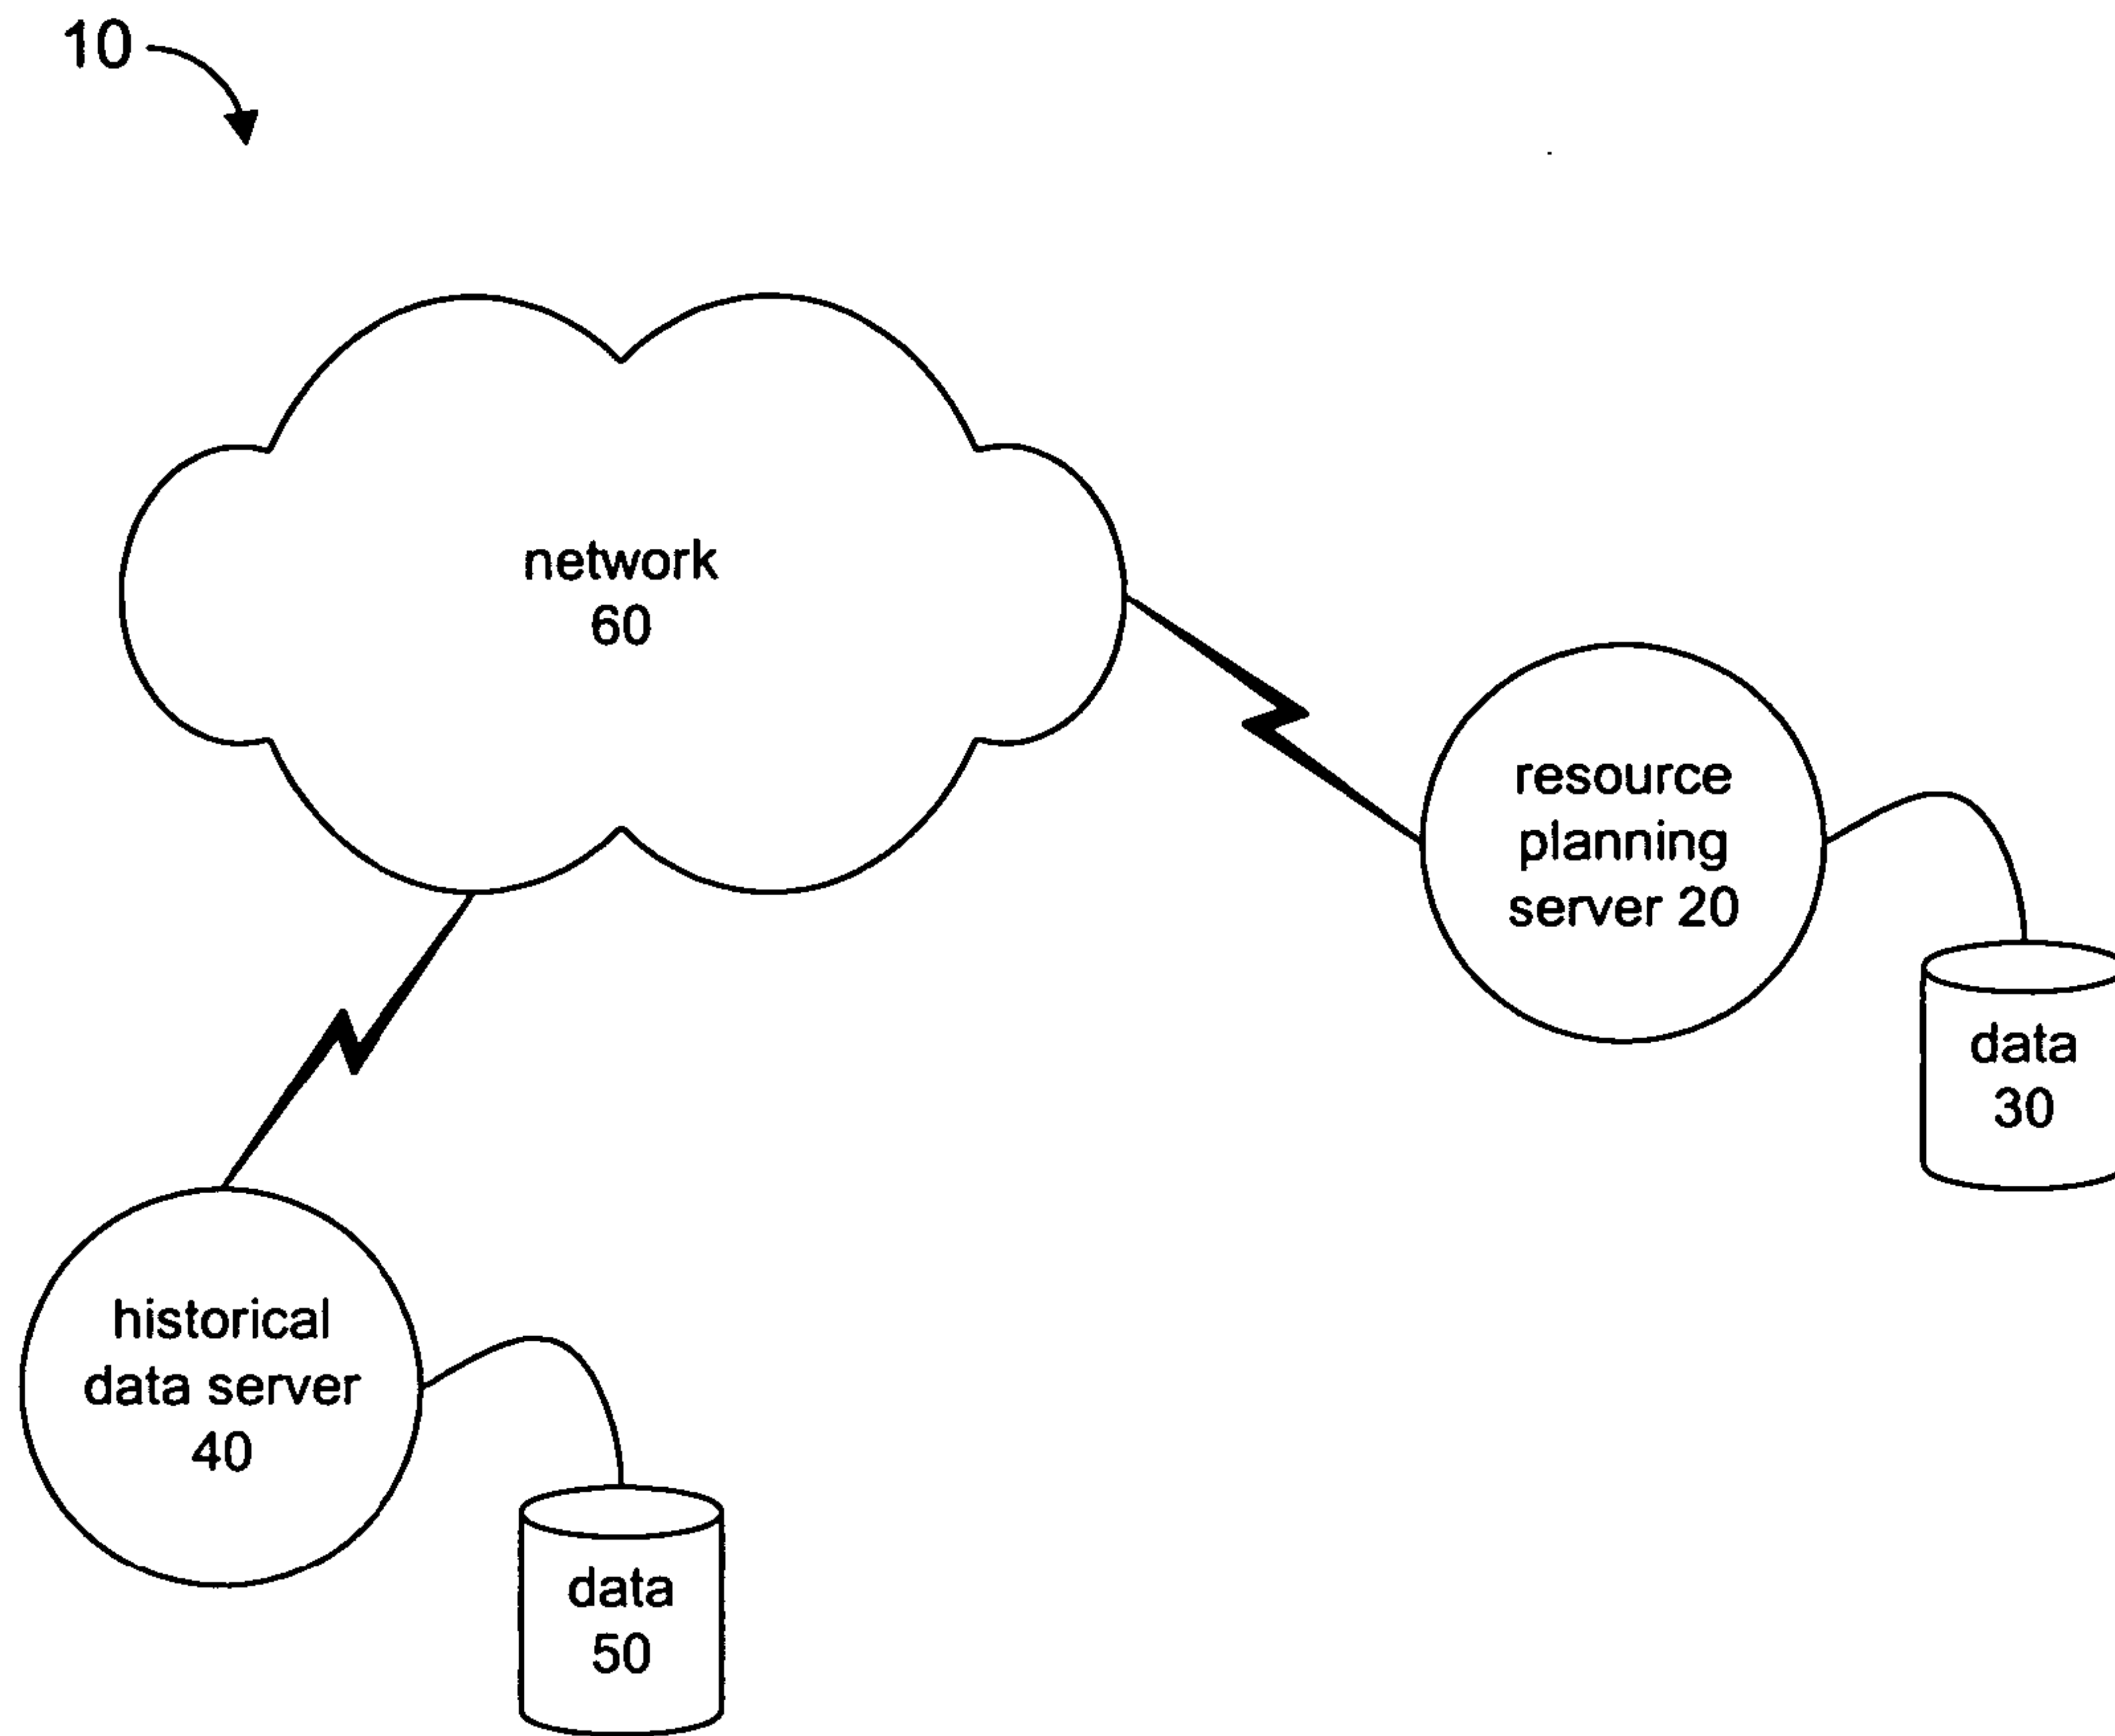 10
network
60
resource
planning
server 20
data
30
historical
data server
40
data
50